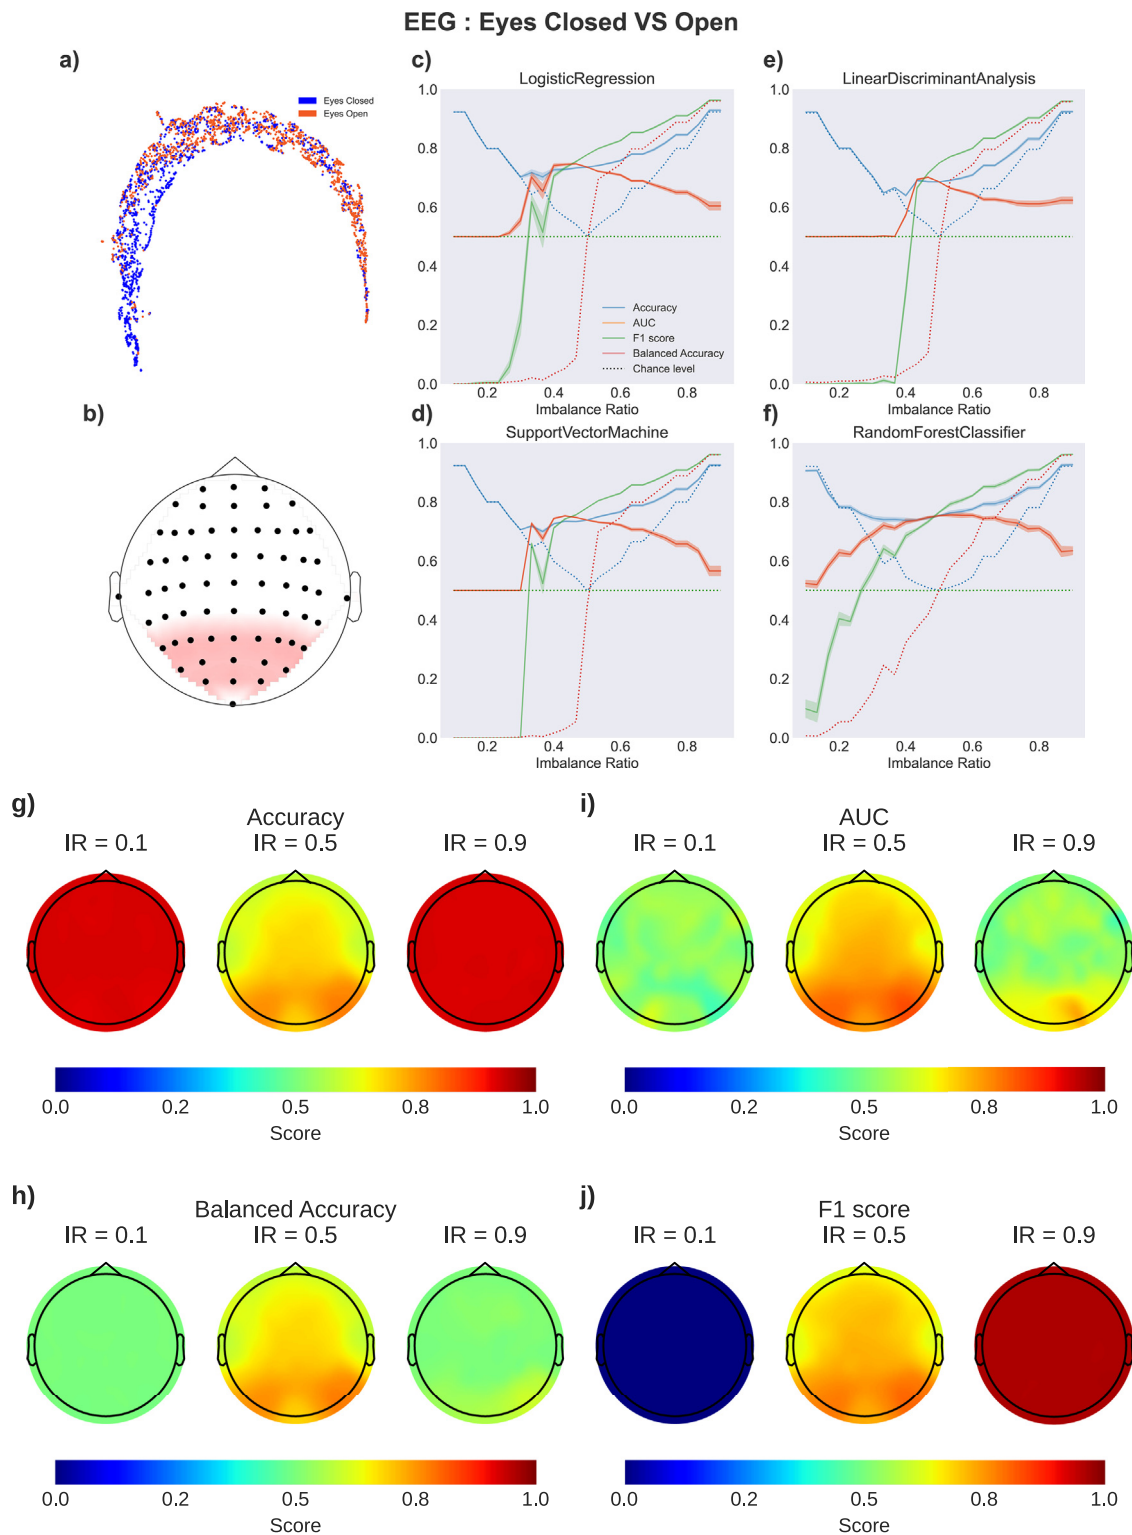 EEG : Eyes Closed VS Open
a)
Eyes Closed
Eyes Open
b)
c)
LogisticRegression
1.0
0.8
0.6
0.4
0.2
0.0
Accuracy
AUC
F1 score
Balanced Accuracy
Chance level
0.2 0.4 0.6 0.8
Imbalance Ratio
e)
LinearDiscriminantAnalysis
1.0
0.8
0.6
0.4
0.2
0.0
0.2 0.4 0.6 0.8
Imbalance Ratio
d)
SupportVectorMachine
1.0
0.8
0.6
0.4
0.2
0.0
0.2 0.4 0.6 0.8
Imbalance Ratio
f)
RandomForestClassifier
1.0
0.8
0.6
0.4
0.2
0.0
0.2 0.4 0.6 0.8
Imbalance Ratio
g)
Accuracy
IR = 0.1 IR = 0.5 IR = 0.9
0.0 0.2 0.5 0.8 1.0
Score
i)
AUC
IR = 0.1 IR = 0.5 IR = 0.9
0.0 0.2 0.5 0.8 1.0
Score
h)
Balanced Accuracy
IR = 0.1 IR = 0.5 IR = 0.9
0.0 0.2 0.5 0.8 1.0
Score
j)
F1 score
IR = 0.1 IR = 0.5 IR = 0.9
0.0 0.2 0.5 0.8 1.0
Score